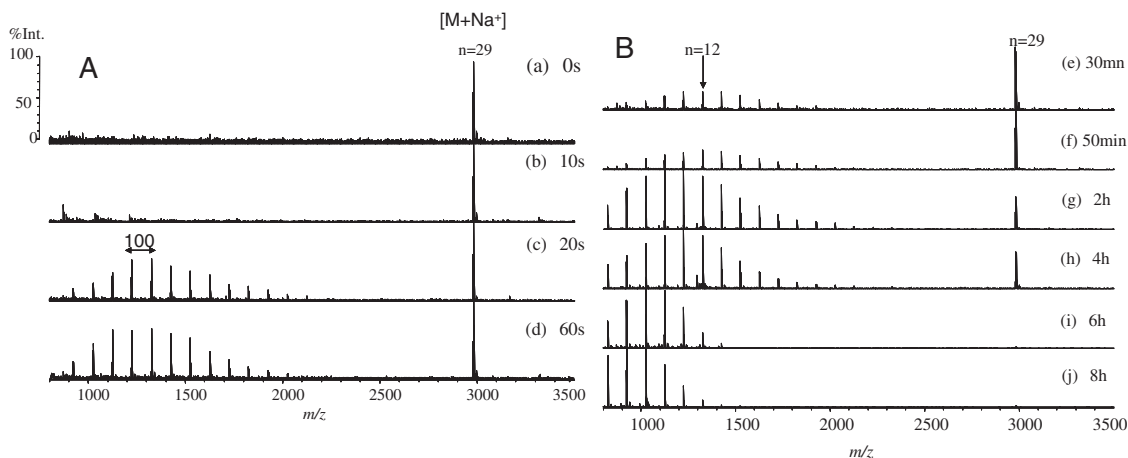 [M+Na⁺]
%Int.
100
50
0
A
n=29
(a) 0s
(b) 10s
100
(c) 20s
(d) 60s
1000 1500 2000 2500 3000 3500
m/z
B
n=12
n=29
(e) 30mn
(f) 50min
(g) 2h
(h) 4h
(i) 6h
(j) 8h
1000 1500 2000 2500 3000 3500
m/z